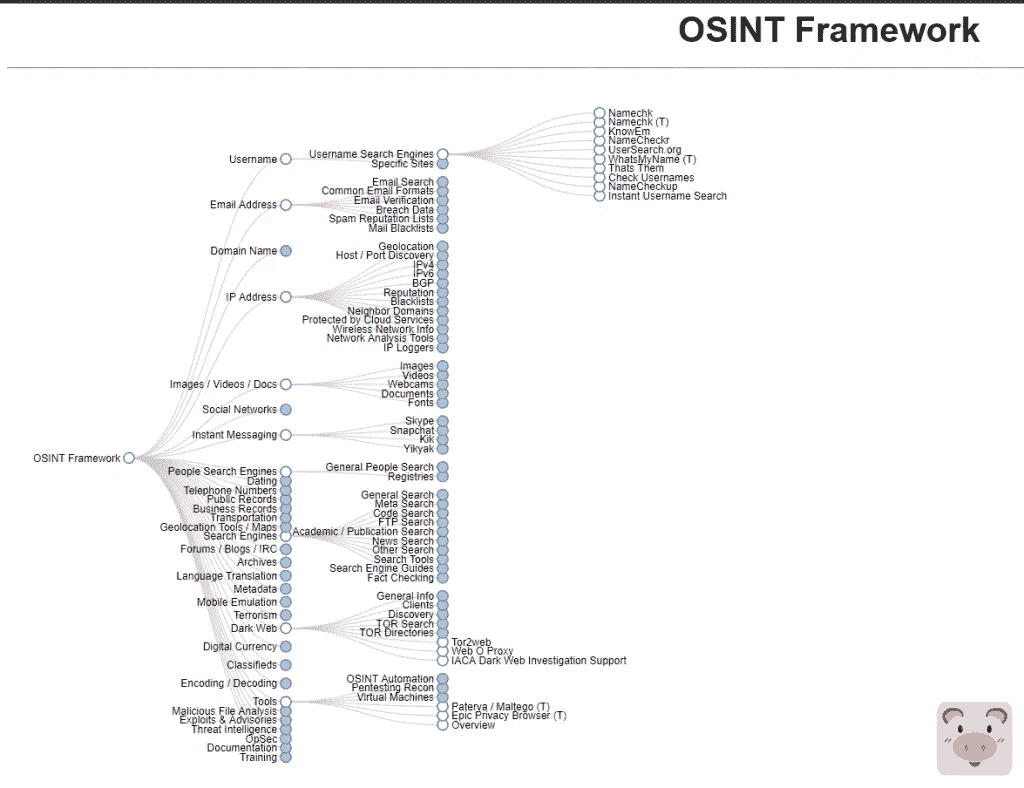 OSINT Framework
Namechk
Namechk (T)
KnowEm
NameCheckr
UserSearch.org
WhatsMyName (T)
Thats Them
Check Usernames
NameCheckup
Instant Username Search
Username
Username Search Engines
Specific Sites
Email Address
Email Search
Common Email Formats
Email Verification
Breach Data
Spam Reputation Lists
Mail Blacklists
Domain Name
IP Address
Geolocation
Host / Port Discovery
IPv4
IPv6
BGP
Reputation
Blacklists
Neighbor Domains
Protected by Cloud Services
Wireless Network Info
Network Analysis Tools
IP Loggers
Images / Videos / Docs
Images
Videos
Webcams
Documents
Fonts
Social Networks
Instant Messaging
Skype
Snapchat
Kik
Yikyak
OSINT Framework
People Search Engines
General People Search
Registries
Dating
Telephone Numbers
Public Records
Business Records
Transportation
Geolocation Tools / Maps
Search Engines
General Search
Meta Search
Code Search
FTP Search
Academic / Publication Search
News Search
Other Search
Search Tools
Search Engine Guides
Fact Checking
Forums / Blogs / IRC
Archives
Language Translation
Metadata
Mobile Emulation
Terrorism
Dark Web
General Info
Clients
Discovery
TOR Search
TOR Directories
Tor2web
Web O Proxy
IACA Dark Web Investigation Support
Digital Currency
Classifieds
Encoding / Decoding
Tools
OSINT Automation
Pentesting Recon
Virtual Machines
Paterva / Maltego (T)
Epic Privacy Browser (T)
Overview
Malicious File Analysis
Exploits & Advisories
Threat Intelligence
OpSec
Documentation
Training